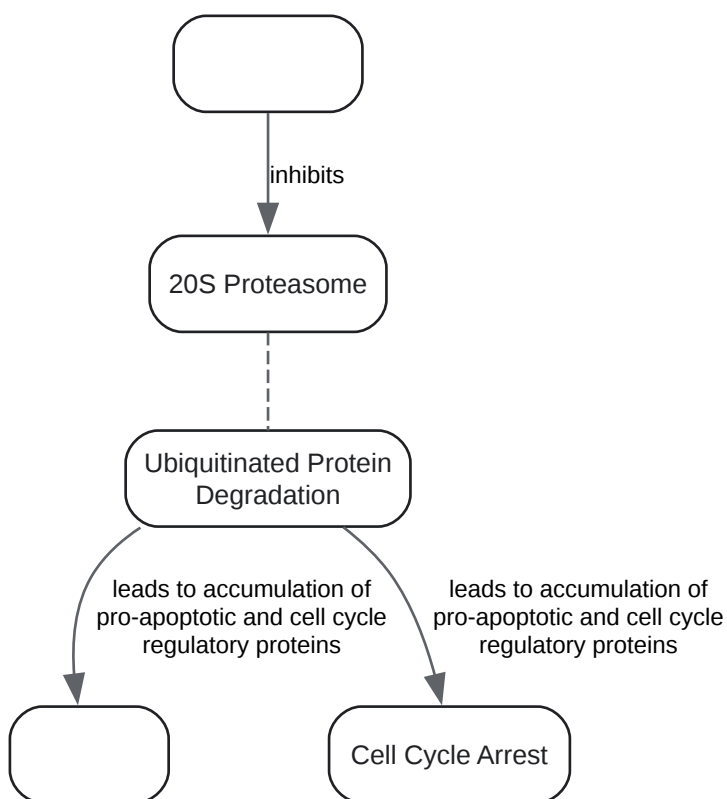 inhibits
20S Proteasome
Ubiquitinated Protein
Degradation
leads to accumulation of
pro-apoptotic and cell cycle
regulatory proteins
leads to accumulation of
pro-apoptotic and cell cycle
regulatory proteins
Cell Cycle Arrest